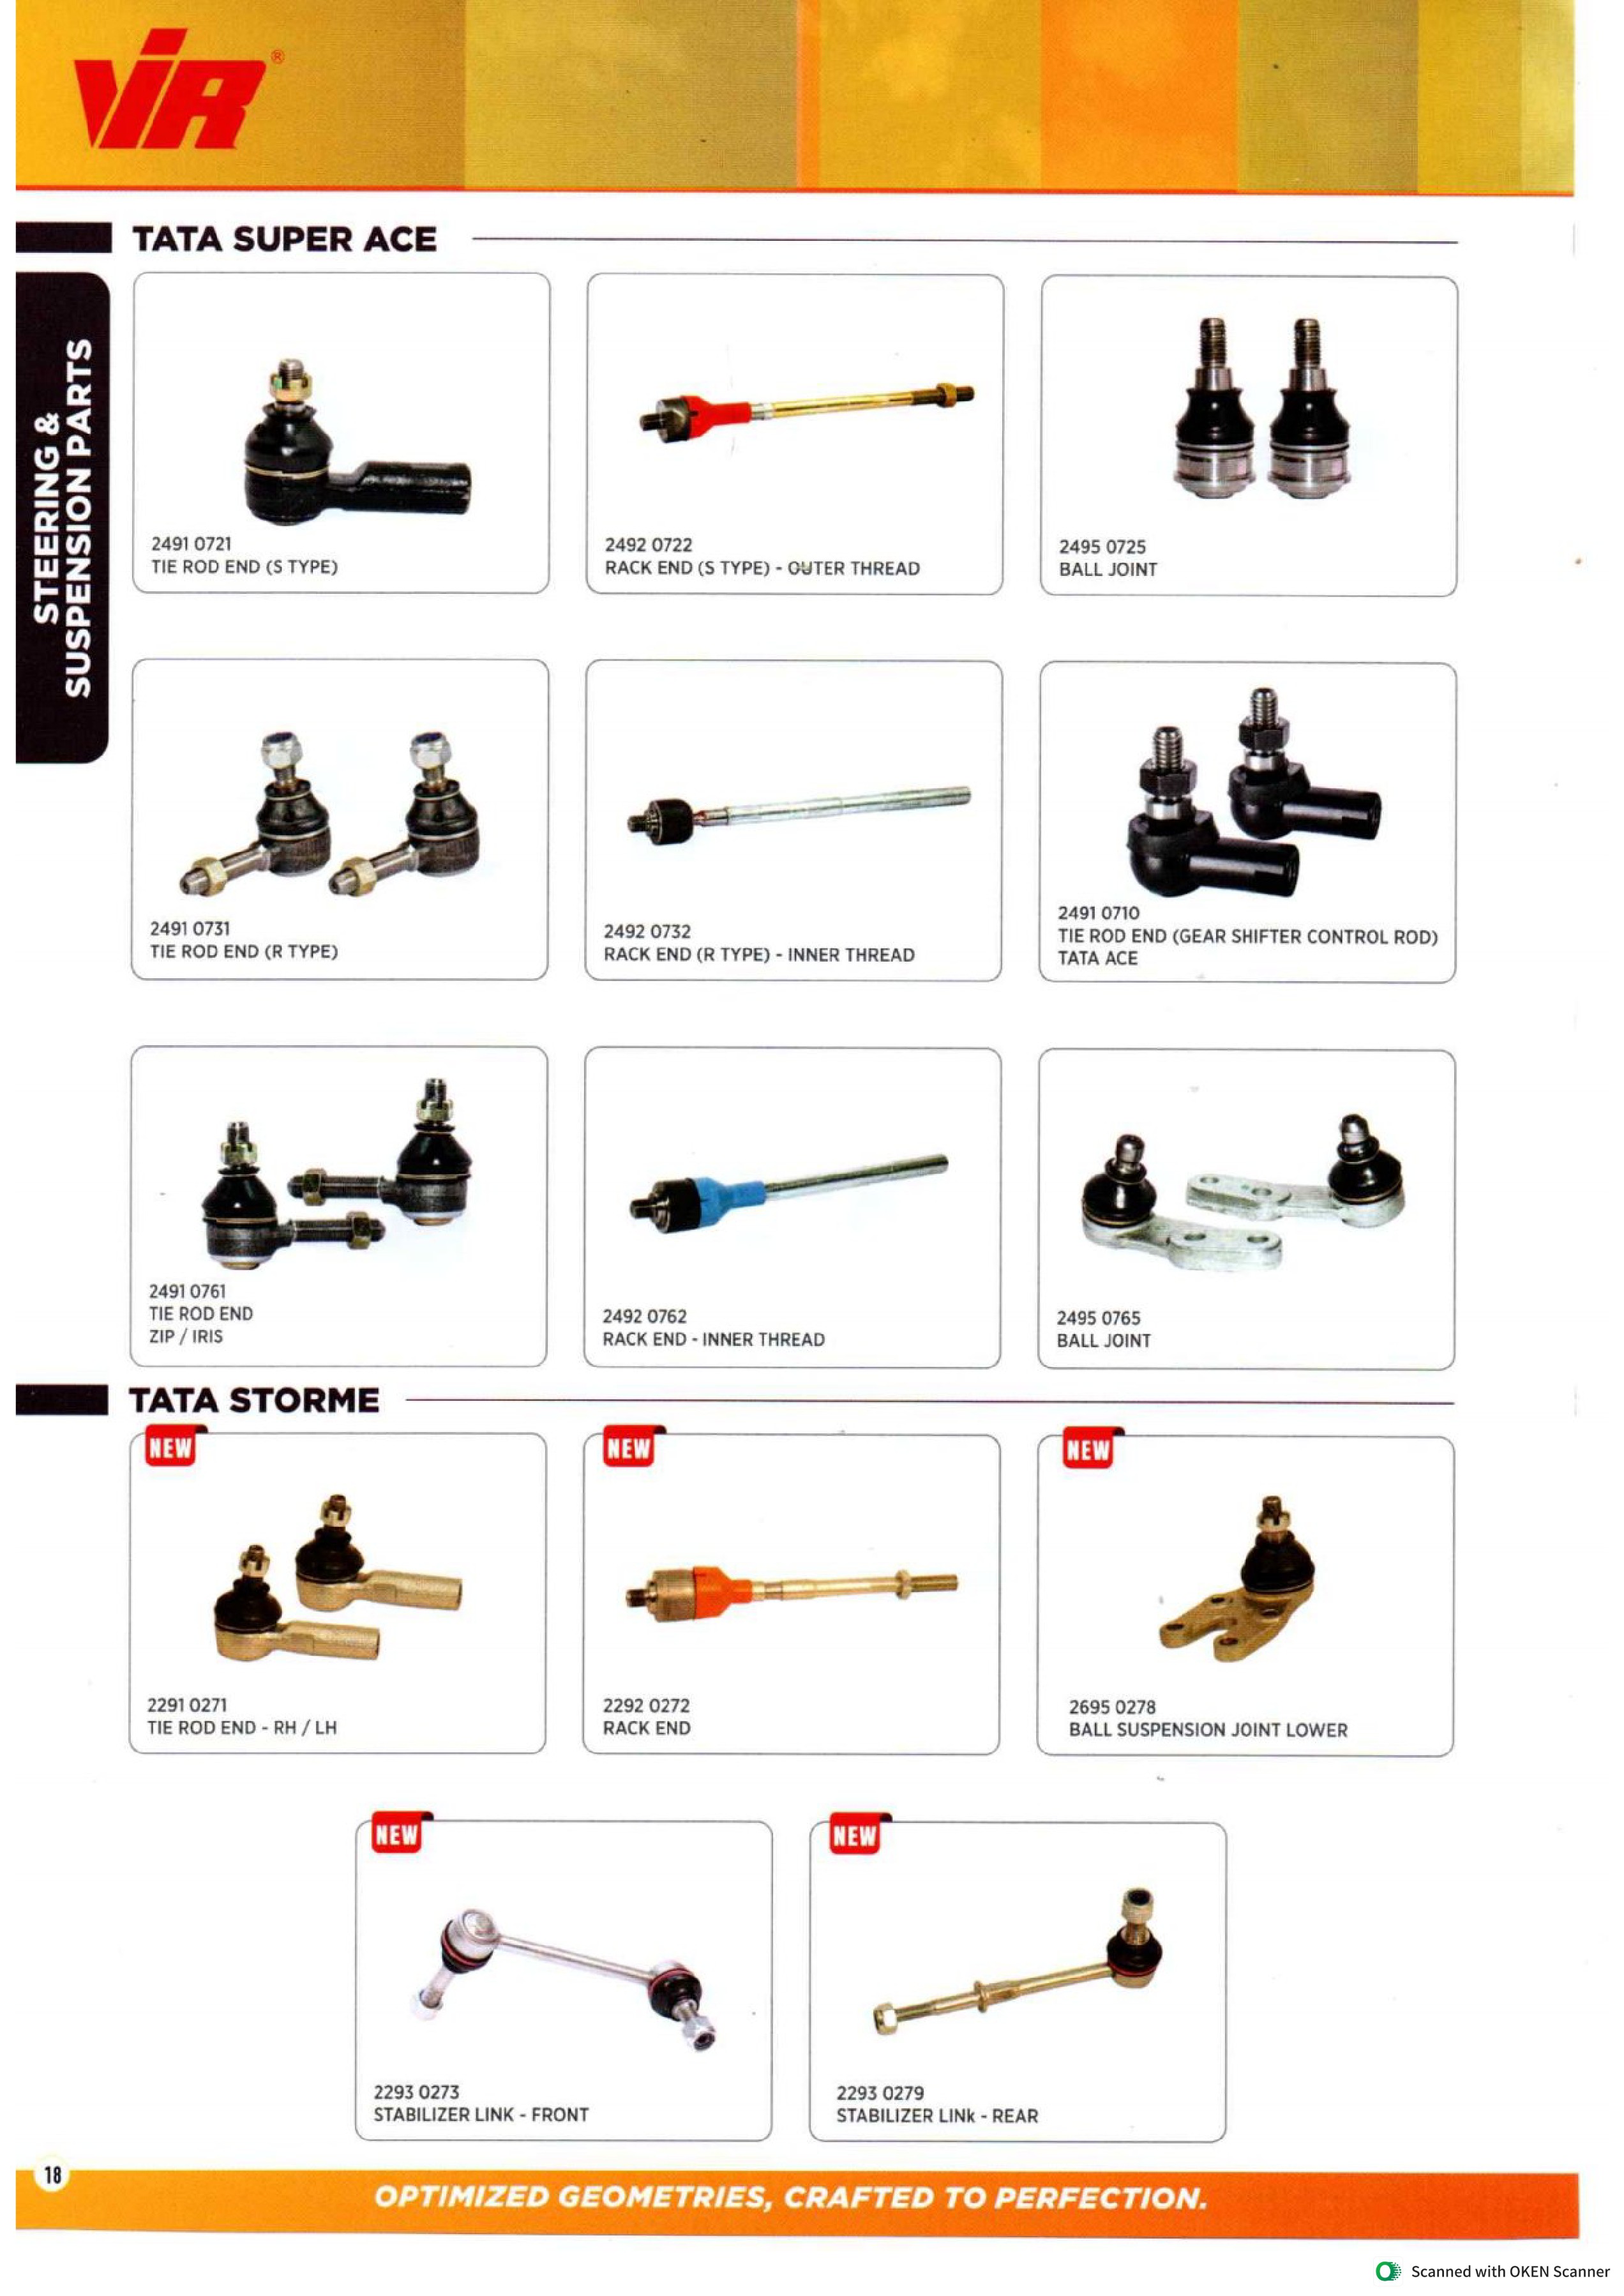 VIR®
TATA SUPER ACE
STEERING &
SUSPENSION PARTS
2491 0721
TIE ROD END (S TYPE)
2492 0722
RACK END (S TYPE) - OUTER THREAD
2495 0725
BALL JOINT
2491 0731
TIE ROD END (R TYPE)
2492 0732
RACK END (R TYPE) - INNER THREAD
2491 0710
TIE ROD END (GEAR SHIFTER CONTROL ROD)
TATA ACE
2491 0761
TIE ROD END
ZIP / IRIS
2492 0762
RACK END - INNER THREAD
2495 0765
BALL JOINT
TATA STORME
NEW
2291 0271
TIE ROD END - RH / LH
NEW
2292 0272
RACK END
NEW
2695 0278
BALL SUSPENSION JOINT LOWER
NEW
2293 0273
STABILIZER LINK - FRONT
NEW
2293 0279
STABILIZER LINk - REAR
18
OPTIMIZED GEOMETRIES, CRAFTED TO PERFECTION.
Scanned with OKEN Scanner